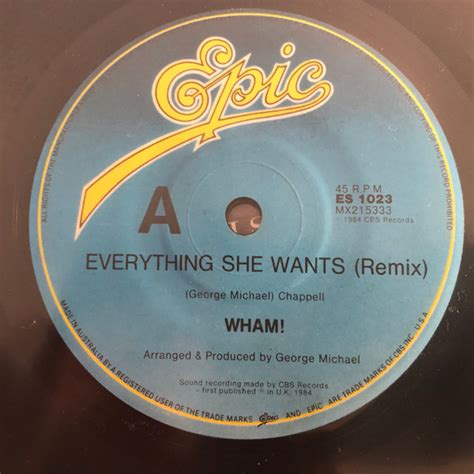 Epic
ALL RIGHTS OF THE
A
45 R.P.M.
ES 1023
MX215333
℗ 1984 CBS Records
EVERYTHING SHE WANTS (Remix)
(George Michael) Chappell
WHAM!
Arranged & Produced by George Michael
Sound recording made by CBS Records
– first published in U.K. 1984
MADE IN AUSTRALIA BY A REGISTERED USER OF THE TRADE MARKS Epic AND EPIC ARE TRADE MARKS OF CBS INC. U.S.A.
OF THIS RECORD PROHIBITED